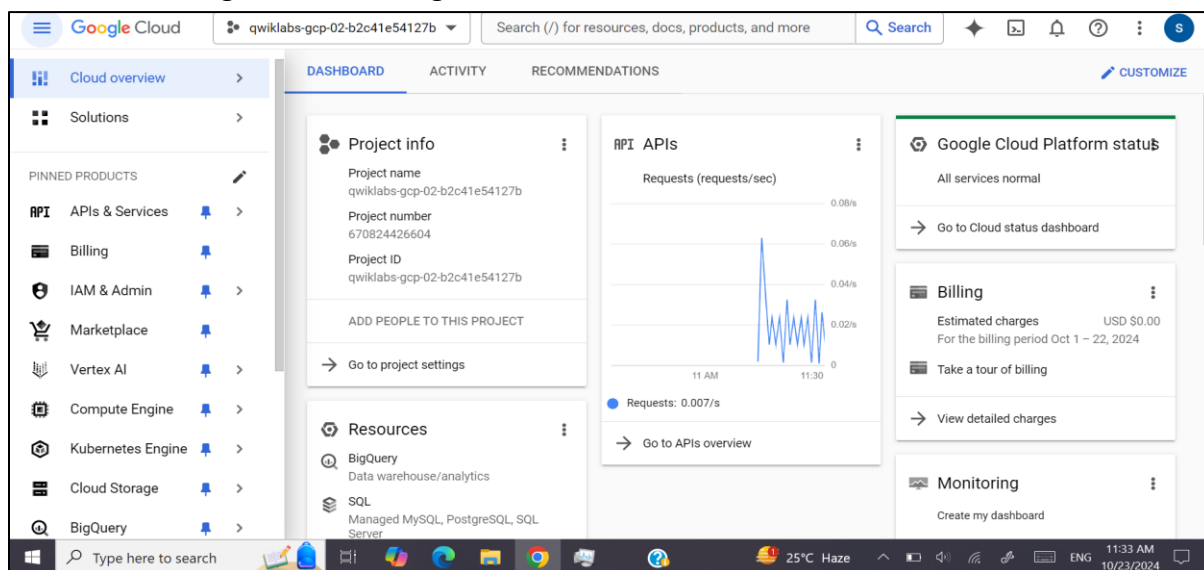 Google Cloud
qwiklabs-gcp-02-b2c41e54127b
Search (/) for resources, docs, products, and more
Search
S
Cloud overview
Solutions
PINNED PRODUCTS
API APIs & Services
Billing
IAM & Admin
Marketplace
Vertex AI
Compute Engine
Kubernetes Engine
Cloud Storage
BigQuery
DASHBOARD ACTIVITY RECOMMENDATIONS
CUSTOMIZE
Project info
Project name
qwiklabs-gcp-02-b2c41e54127b
Project number
670824426604
Project ID
qwiklabs-gcp-02-b2c41e54127b
ADD PEOPLE TO THIS PROJECT
Go to project settings
Resources
BigQuery
Data warehouse/analytics
SQL
Managed MySQL, PostgreSQL, SQL
Server
API APIs
Requests (requests/sec)
0.08/s
0.06/s
0.04/s
0.02/s
0
11 AM 11:30
Requests: 0.007/s
Go to APIs overview
Google Cloud Platform status
All services normal
Go to Cloud status dashboard
Billing
Estimated charges USD $0.00
For the billing period Oct 1 – 22, 2024
Take a tour of billing
View detailed charges
Monitoring
Create my dashboard
Type here to search
1
25°C Haze
ENG
11:33 AM
10/23/2024